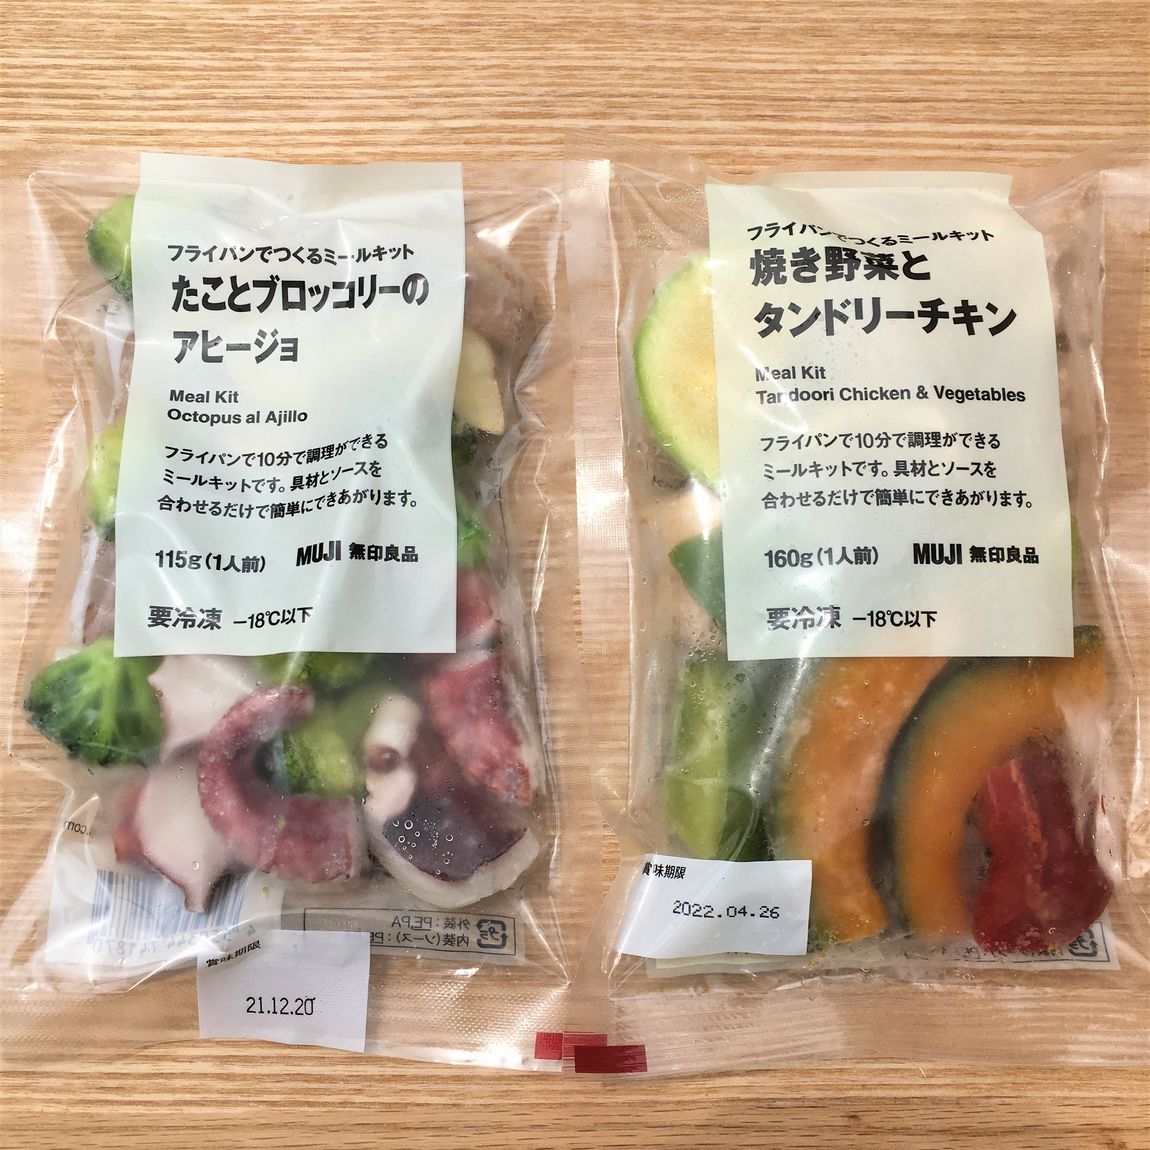 フライパンでつくるミールキット
たことブロッコリーの
アヒージョ
Meal Kit
Octopus al Ajillo
フライパンで10分で調理ができる
ミールキットです。具材とソースを
合わせるだけで簡単にできあがります。
115g(1人前) MUJI 無印良品
要冷凍 −18℃以下
賞味期限
21.12.20
フライパンでつくるミールキット
焼き野菜と
タンドリーチキン
Meal Kit
Tandoori Chicken & Vegetables
フライパンで10分で調理ができる
ミールキットです。具材とソースを
合わせるだけで簡単にできあがります。
160g(1人前) MUJI 無印良品
要冷凍 −18℃以下
賞味期限
2022.04.26
外装:PE,PA
プラ